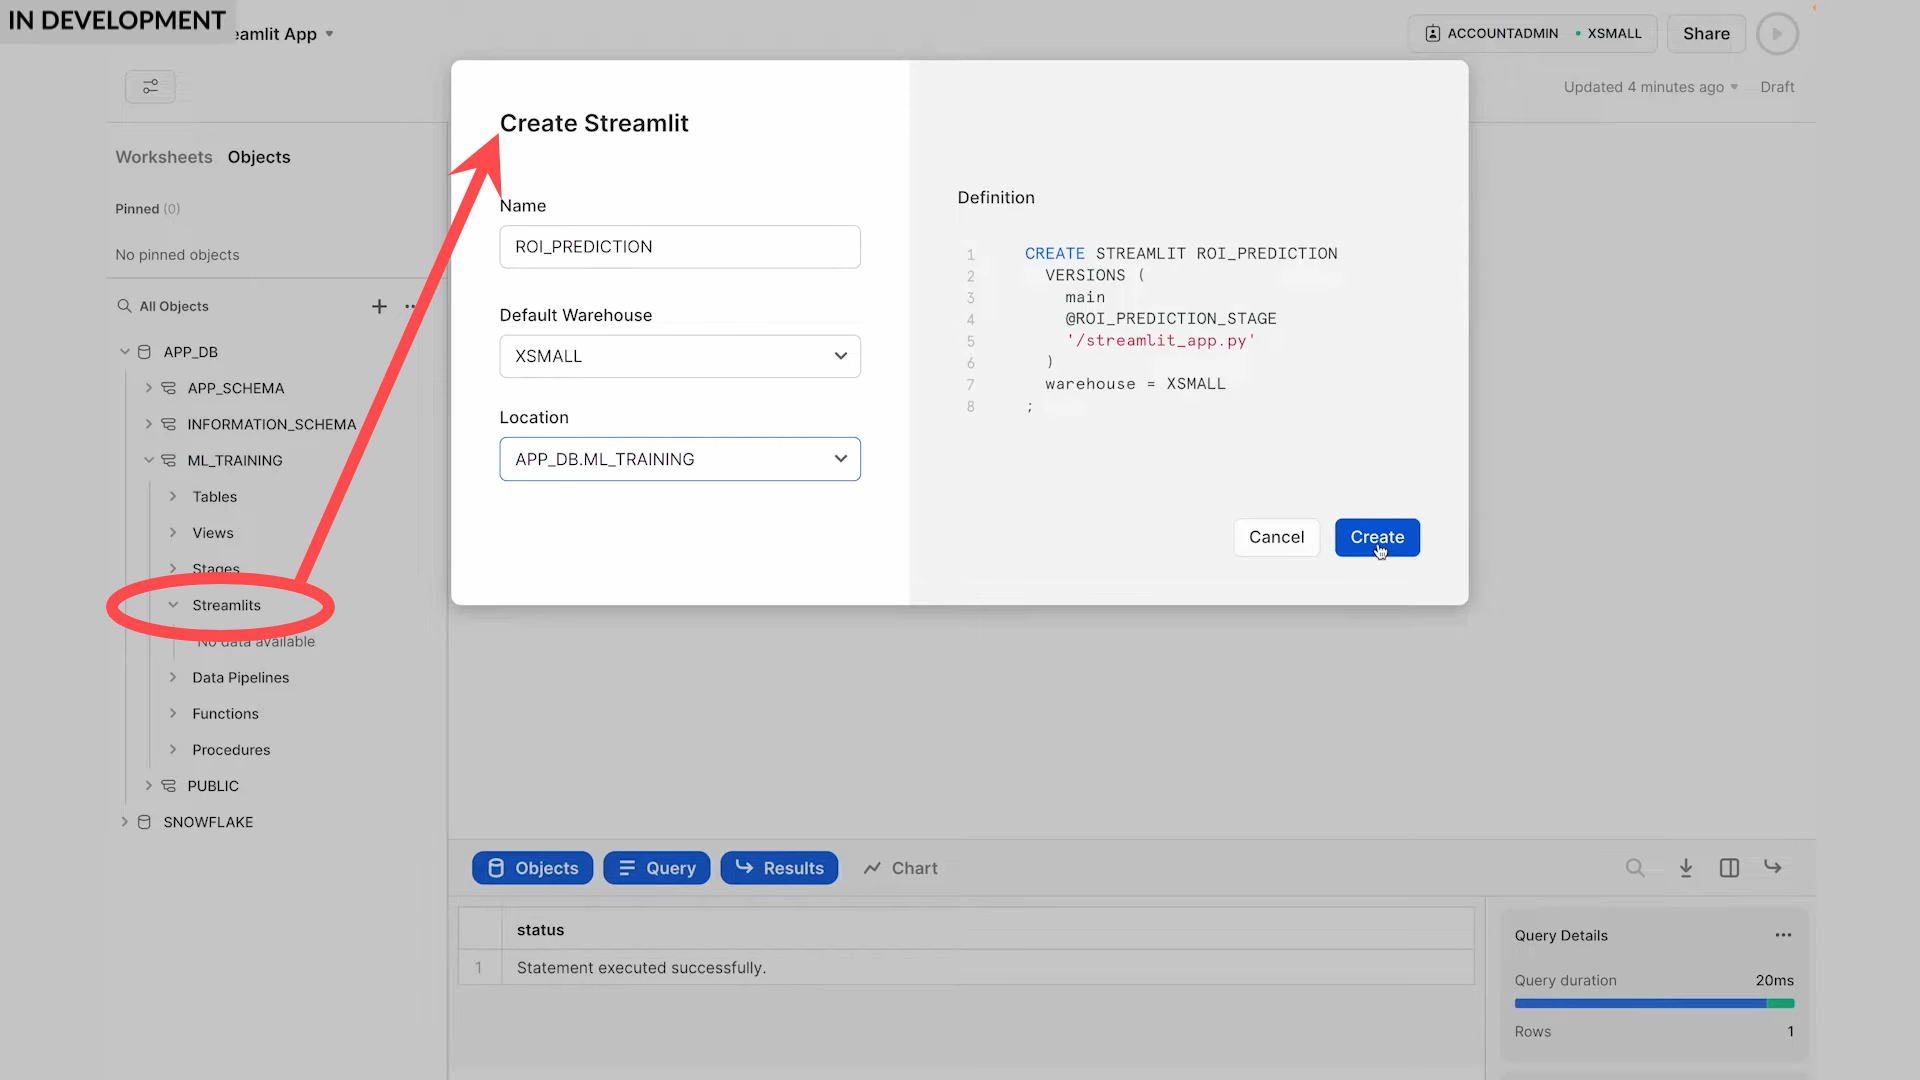 IN DEVELOPMENT
eamlit App
ACCOUNTADMIN
XSMALL
Share
Updated 4 minutes ago
Draft
Worksheets
Objects
Pinned (0)
No pinned objects
All Objects
APP_DB
APP_SCHEMA
INFORMATION_SCHEMA
ML_TRAINING
Tables
Views
Stages
Streamlits
No data available
Data Pipelines
Functions
Procedures
PUBLIC
SNOWFLAKE
Create Streamlit
Name
ROI_PREDICTION
Default Warehouse
XSMALL
Location
APP_DB.ML_TRAINING
Definition
1 CREATE STREAMLIT ROI_PREDICTION
2 VERSIONS (
3 main
4 @ROI_PREDICTION_STAGE
5 '/streamlit_app.py'
6 )
7 warehouse = XSMALL
8 ;
Cancel
Create
Objects
Query
Results
Chart
status
1 Statement executed successfully.
Query Details
Query duration 20ms
Rows 1